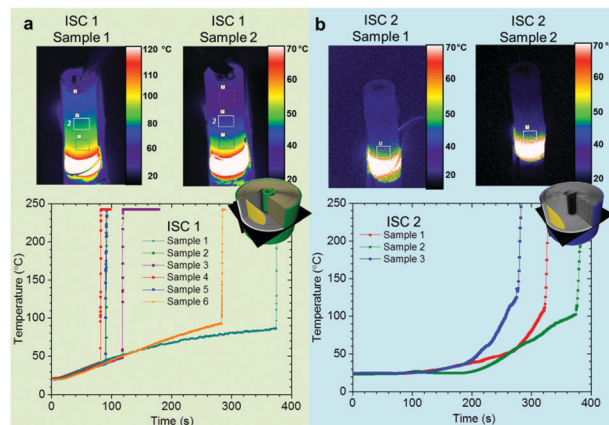 a
ISC 1
Sample 1
ISC 1
Sample 2
120 °C
100
80
60
40
20
2
70 °C
60
50
40
30
20
2
b
ISC 2
Sample 1
ISC 2
Sample 2
70°C
60
50
40
30
20
70°C
60
50
40
30
20
250
200
150
100
50
0
Temperature (°C)
ISC 1
Sample 1
Sample 2
Sample 3
Sample 4
Sample 5
Sample 6
0 100 200 300 400
Time (s)
250
200
150
100
50
0
Temperature (°C)
ISC 2
Sample 1
Sample 2
Sample 3
0 100 200 300 400
Time (s)